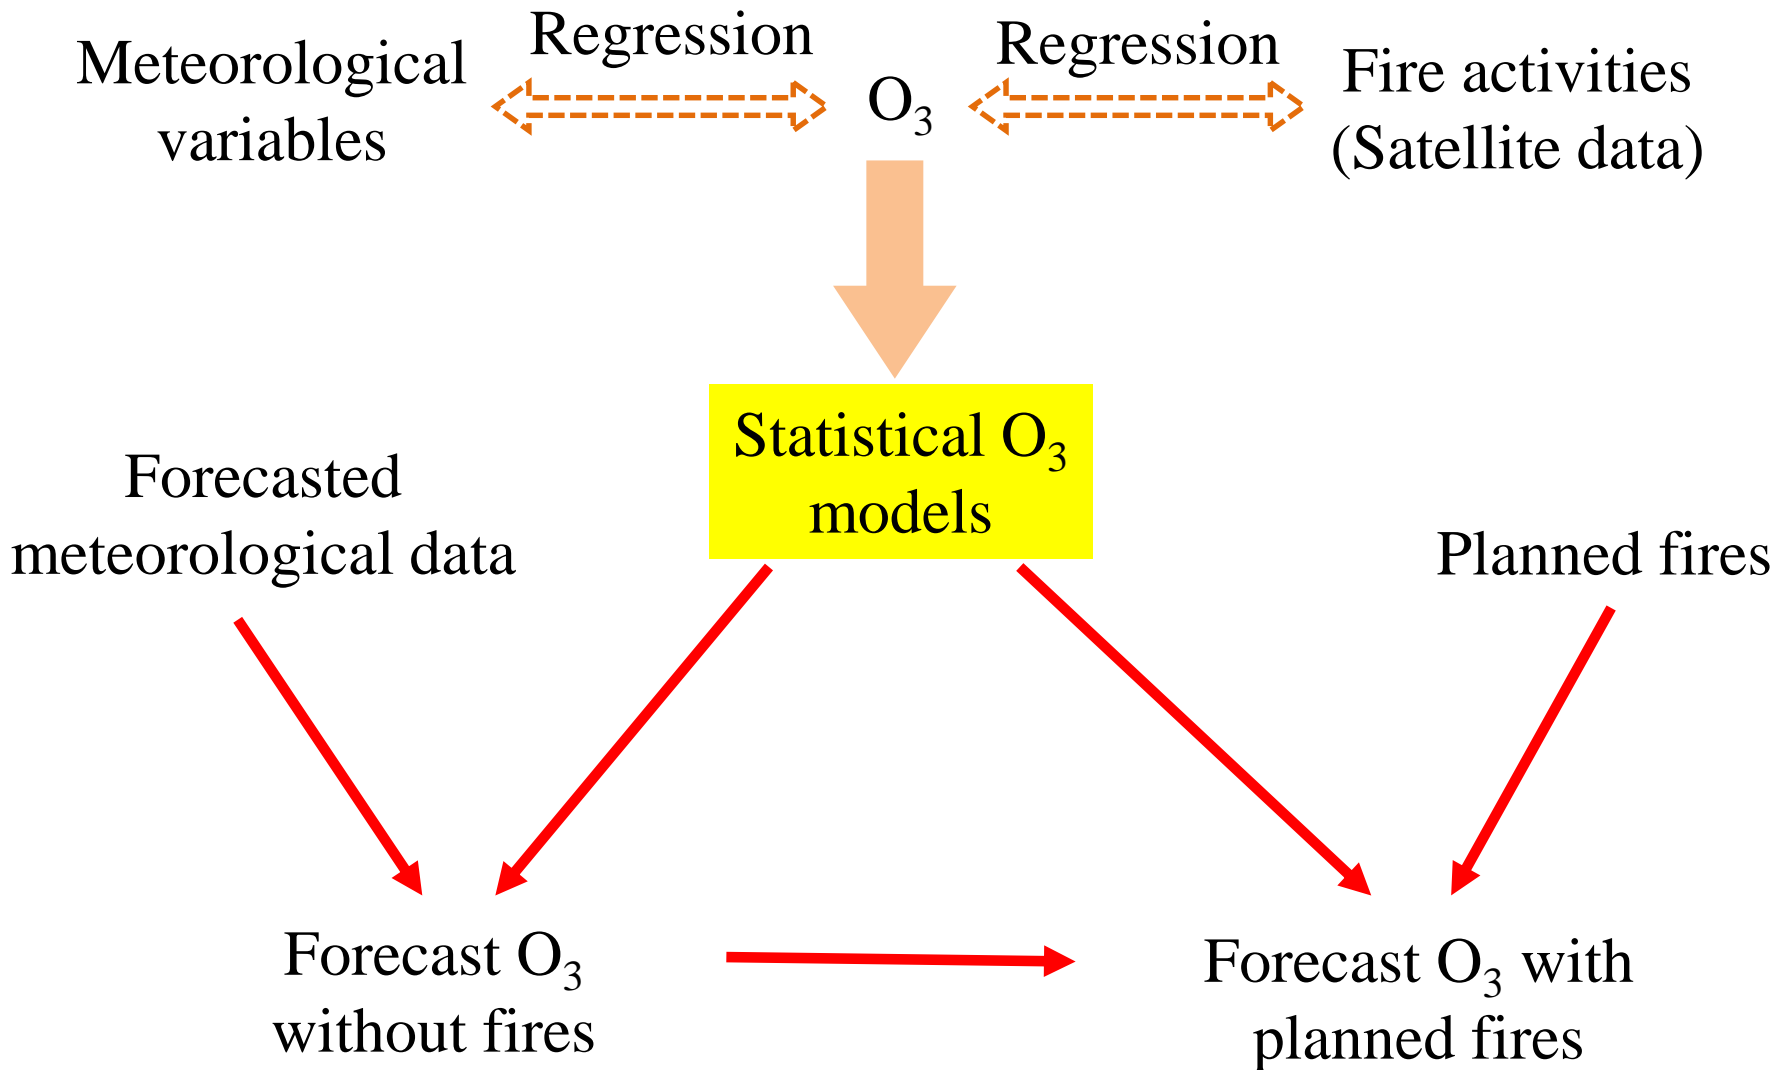 Meteorological
variables
Regression
O₃
Regression
Fire activities
(Satellite data)
Statistical O₃
models
Forecasted
meteorological data
Planned fires
Forecast O₃
without fires
Forecast O₃ with
planned fires